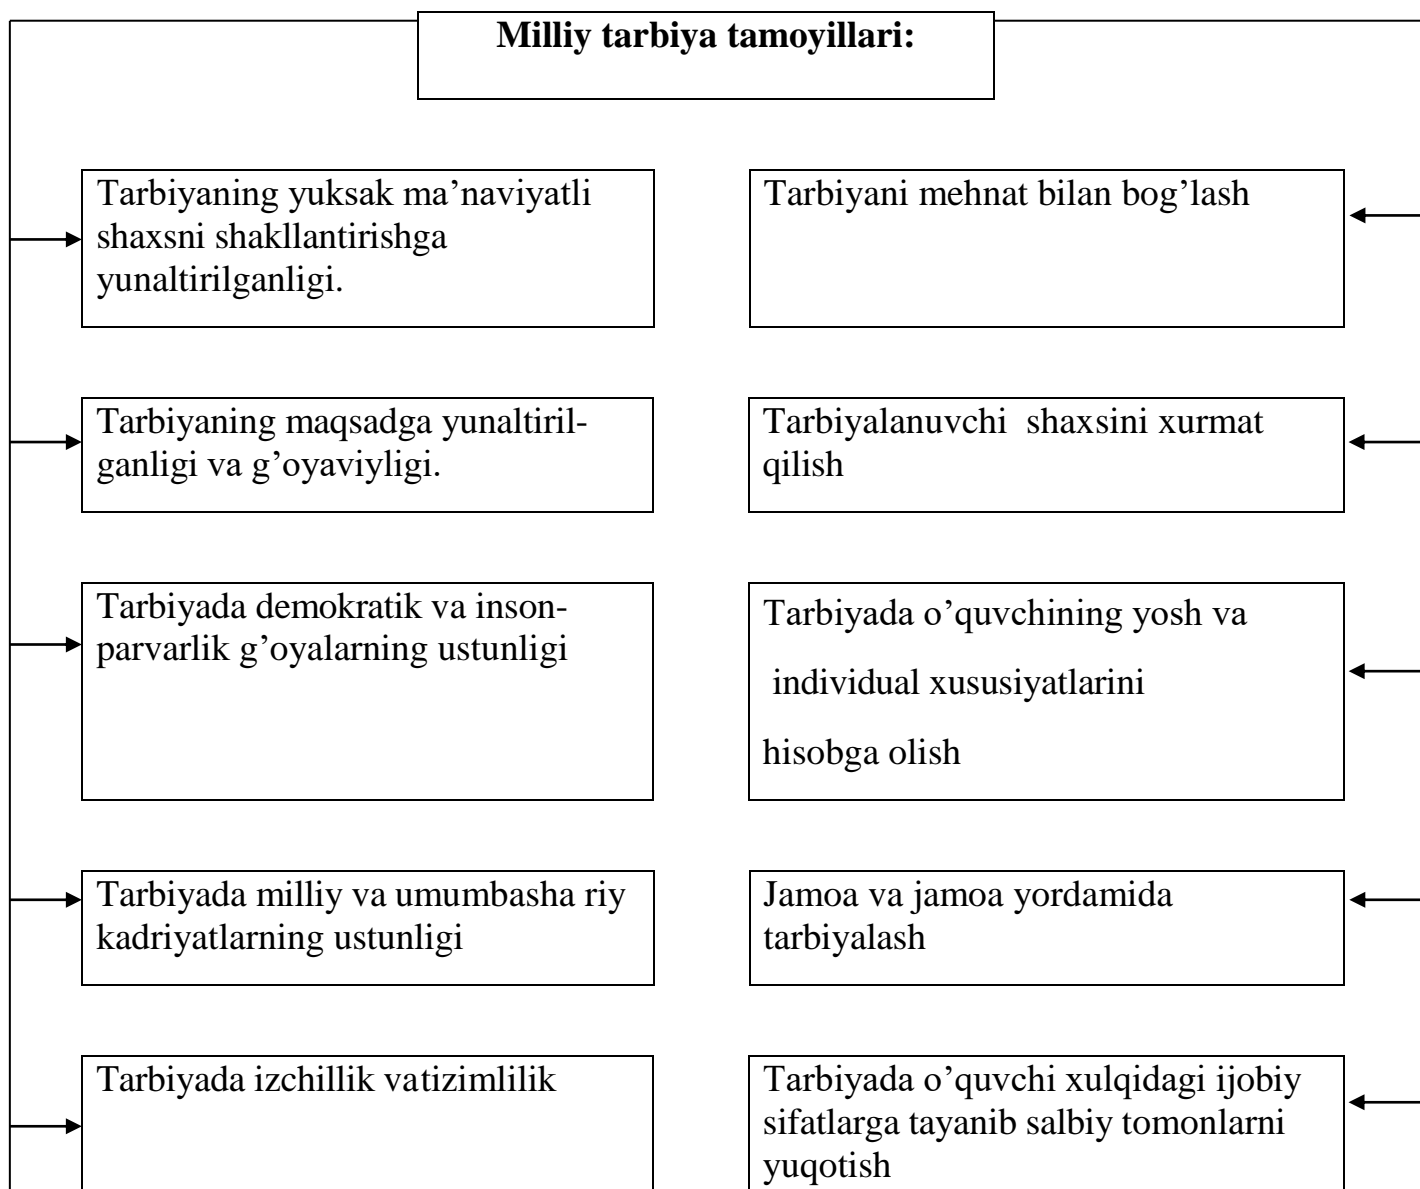 Milliy tarbiya tamoyillari:
Tarbiyaning yuksak ma’naviyatli
shaxsni shakllantirishga
yunaltirilganligi.
Tarbiyani mehnat bilan bog’lash
Tarbiyaning maqsadga yunaltiril-
ganligi va g’oyaviyligi.
Tarbiyalanuvchi shaxsini xurmat
qilish
Tarbiyada demokratik va inson-
parvarlik g’oyalarning ustunligi
Tarbiyada o’quvchining yosh va
individual xususiyatlarini
hisobga olish
Tarbiyada milliy va umumbasha riy
kadriyatlarning ustunligi
Jamoa va jamoa yordamida
tarbiyalash
Tarbiyada izchillik vatizimlilik
Tarbiyada o’quvchi xulqidagi ijobiy
sifatlarga tayanib salbiy tomonlarni
yuqotish